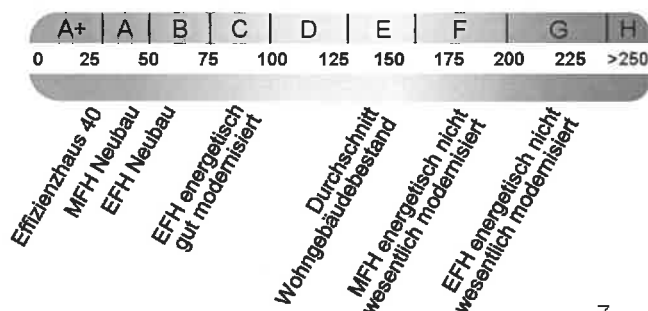 A+ A B C D E F G H
0 25 50 75 100 125 150 175 200 225 >250
Effizienzhaus 40
MFH Neubau
EFH Neubau
EFH energetisch
gut modernisiert
Durchschnitt
Wohngebäudebestand
MFH energetisch nicht
wesentlich modernisiert
EFH energetisch nicht
wesentlich modernisiert
7